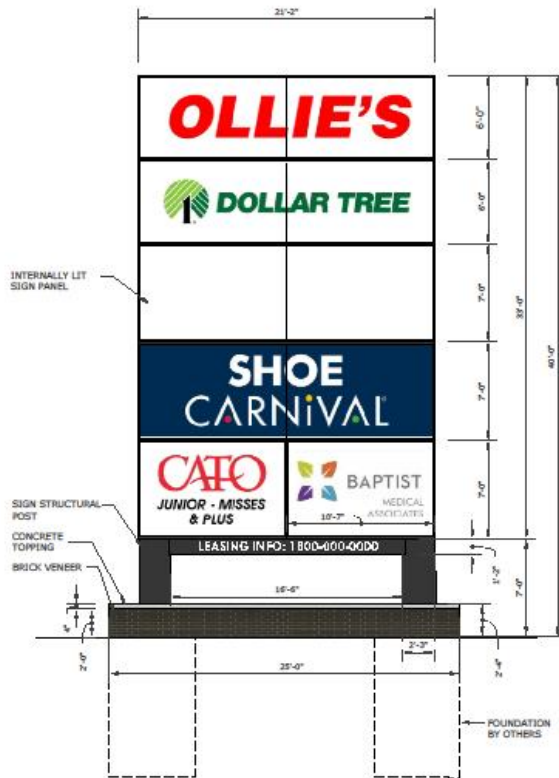 21'-2"
OLLIE'S
6'-0"
1
DOLLAR TREE
6'-0"
INTERNALLY LIT
SIGN PANEL
7'-0"
33'-0"
40'-0"
SHOE
CARNiVAL
7'-0"
CATO
JUNIOR - MISSES
& PLUS
BAPTIST
MEDICAL
ASSOCIATES
10'-7"
7'-0"
SIGN STRUCTURAL
POST
CONCRETE
TOPPING
BRICK VENEER
LEASING INFO: 1800-000-0000
1'-2"
7'-0"
16'-6"
4"
2'-0"
2'-3"
2'-4"
25'-0"
FOUNDATION
BY OTHERS